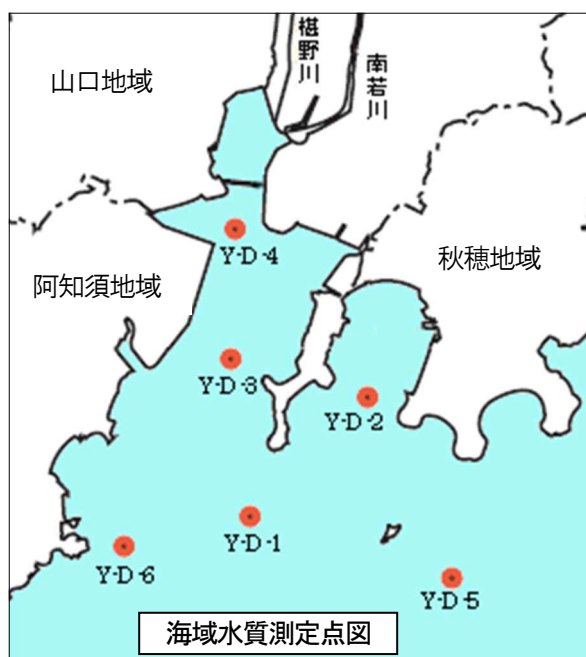 山口地域
椹野川
南若川
Y-D-4
秋穂地域
阿知須地域
Y-D-3
Y-D-2
Y-D-1
Y-D-6
Y-D-5
海域水質測定点図